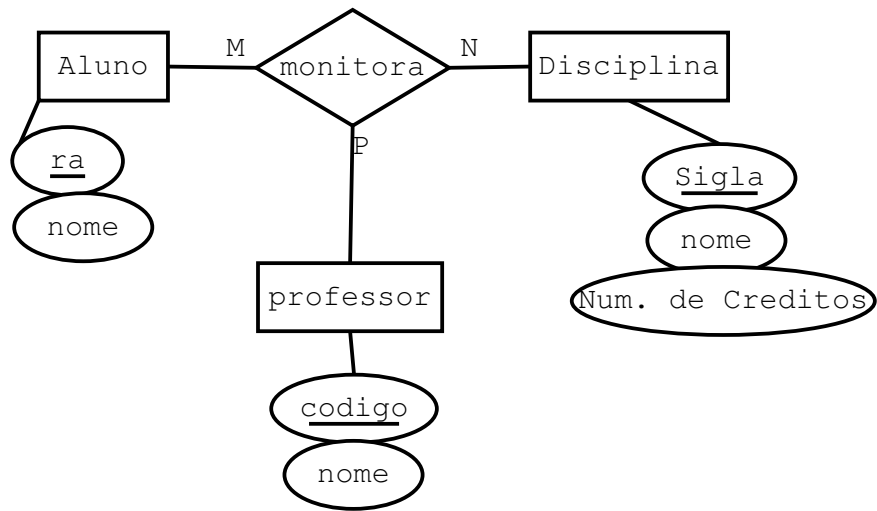 M
N
Aluno
monitora
Disciplina
P
ra
Sigla
nome
nome
professor
Num. de Creditos
codigo
nome